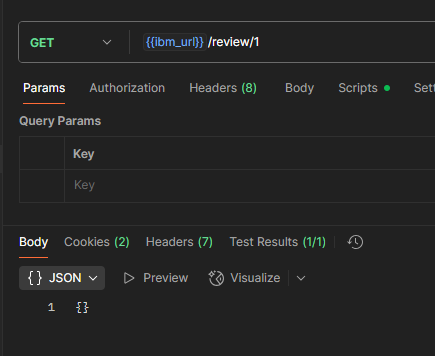 GET {{ibm_url}} /review/1
Params Authorization Headers (8) Body Scripts Sett
Query Params
Key
Key
Body Cookies (2) Headers (7) Test Results (1/1)
{} JSON Preview Visualize
1 {}